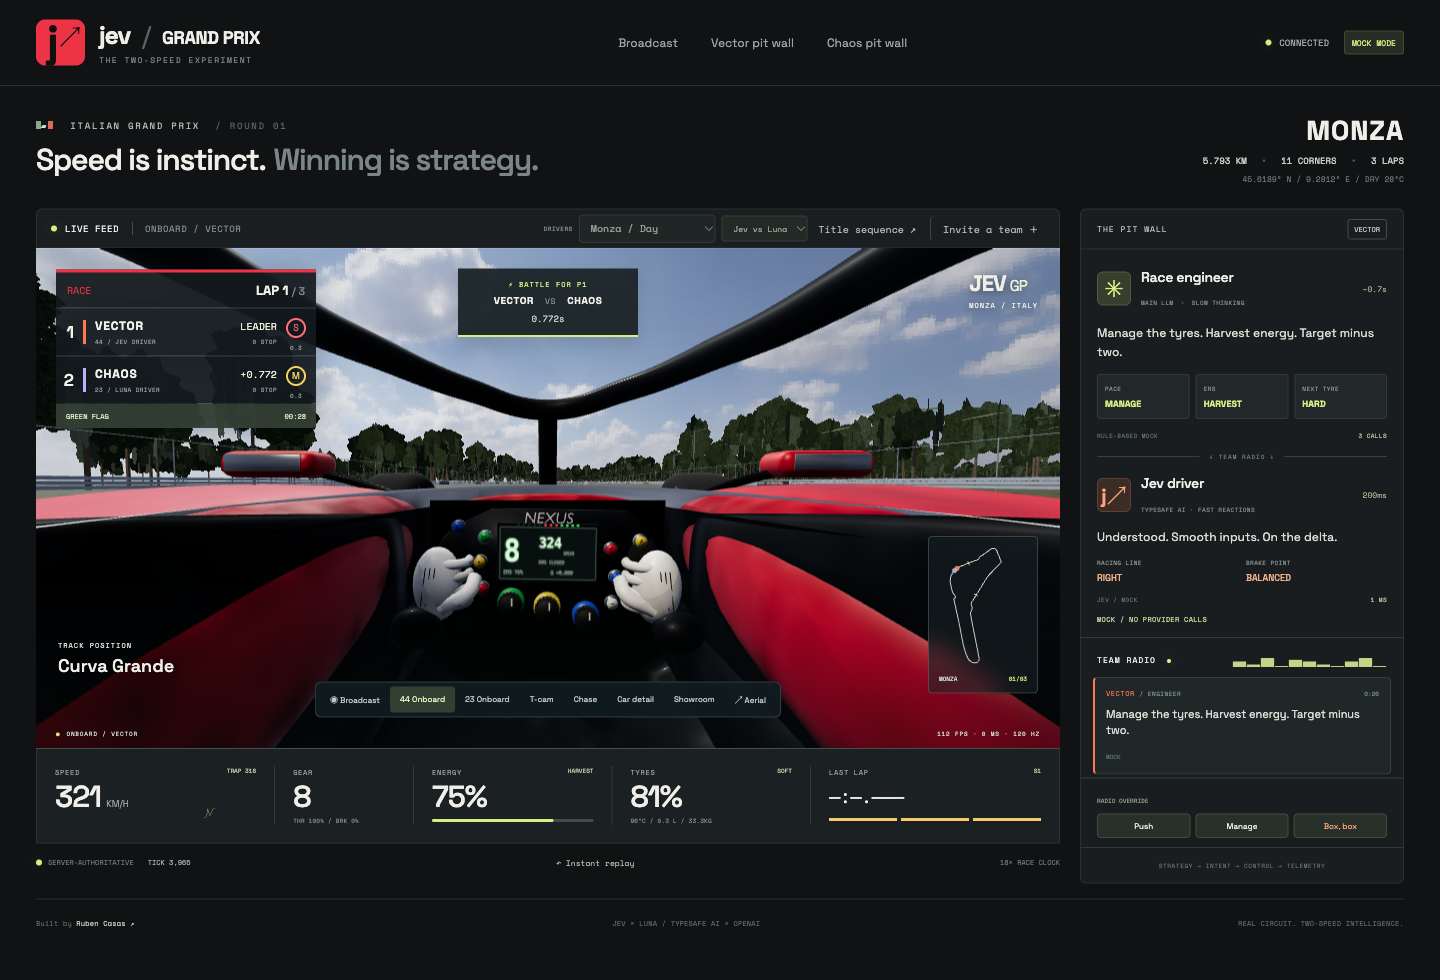 jev / GRAND PRIX
THE TWO-SPEED EXPERIMENT
Broadcast Vector pit wall Chaos pit wall
CONNECTED MOCK MODE
ITALIAN GRAND PRIX / ROUND 01
Speed is instinct. Winning is strategy.
MONZA
5.793 KM · 11 CORNERS · 3 LAPS
45.6189° N / 9.2812° E / DRY 28°C
LIVE FEED ONBOARD / VECTOR
DRIVERS Monza / Day Jev vs Luna Title sequence ↗ Invite a team +
RACE LAP 1 / 3
1 VECTOR LEADER S
44 / JEV DRIVER 0 STOP 0.3
2 CHAOS +0.772 M
23 / LUNA DRIVER 0 STOP 0.3
GREEN FLAG 00:28
⚡ BATTLE FOR P1
VECTOR VS CHAOS
0.772s
JEV GP
MONZA / ITALY
NEXUS
8 324
TRACK POSITION
Curva Grande
MONZA 01/03
Broadcast 44 Onboard 23 Onboard T-cam Chase Car detail Showroom Aerial
ONBOARD / VECTOR
112 FPS · 0 MS · 120 HZ
SPEED TRAP 316
321 KM/H
GEAR
8
THR 100% / BRK 0%
ENERGY HARVEST
75%
TYRES SOFT
81%
96°C / 0.3 L / 33.3KG
LAST LAP S1
—:—.——
SERVER-AUTHORITATIVE TICK 3,965
↶ Instant replay
18× RACE CLOCK
THE PIT WALL VECTOR
Race engineer
MAIN LLM · SLOW THINKING
~0.7s
Manage the tyres. Harvest energy. Target minus
two.
PACE
MANAGE
ERS
HARVEST
NEXT TYRE
HARD
RULE-BASED MOCK 3 CALLS
↓ TEAM RADIO ↓
j
Jev driver
TYPESAFE AI · FAST REACTIONS
200ms
Understood. Smooth inputs. On the delta.
RACING LINE
RIGHT
BRAKE POINT
BALANCED
JEV / MOCK 1 MS
MOCK / NO PROVIDER CALLS
TEAM RADIO
VECTOR / ENGINEER 0:26
Manage the tyres. Harvest energy. Target minus
two.
MOCK
RADIO OVERRIDE
Push Manage Box, box
STRATEGY → INTENT → CONTROL → TELEMETRY
Built by Ruben Casas ↗
JEV × LUNA / TYPESAFE AI × OPENAI
REAL CIRCUIT. TWO-SPEED INTELLIGENCE.